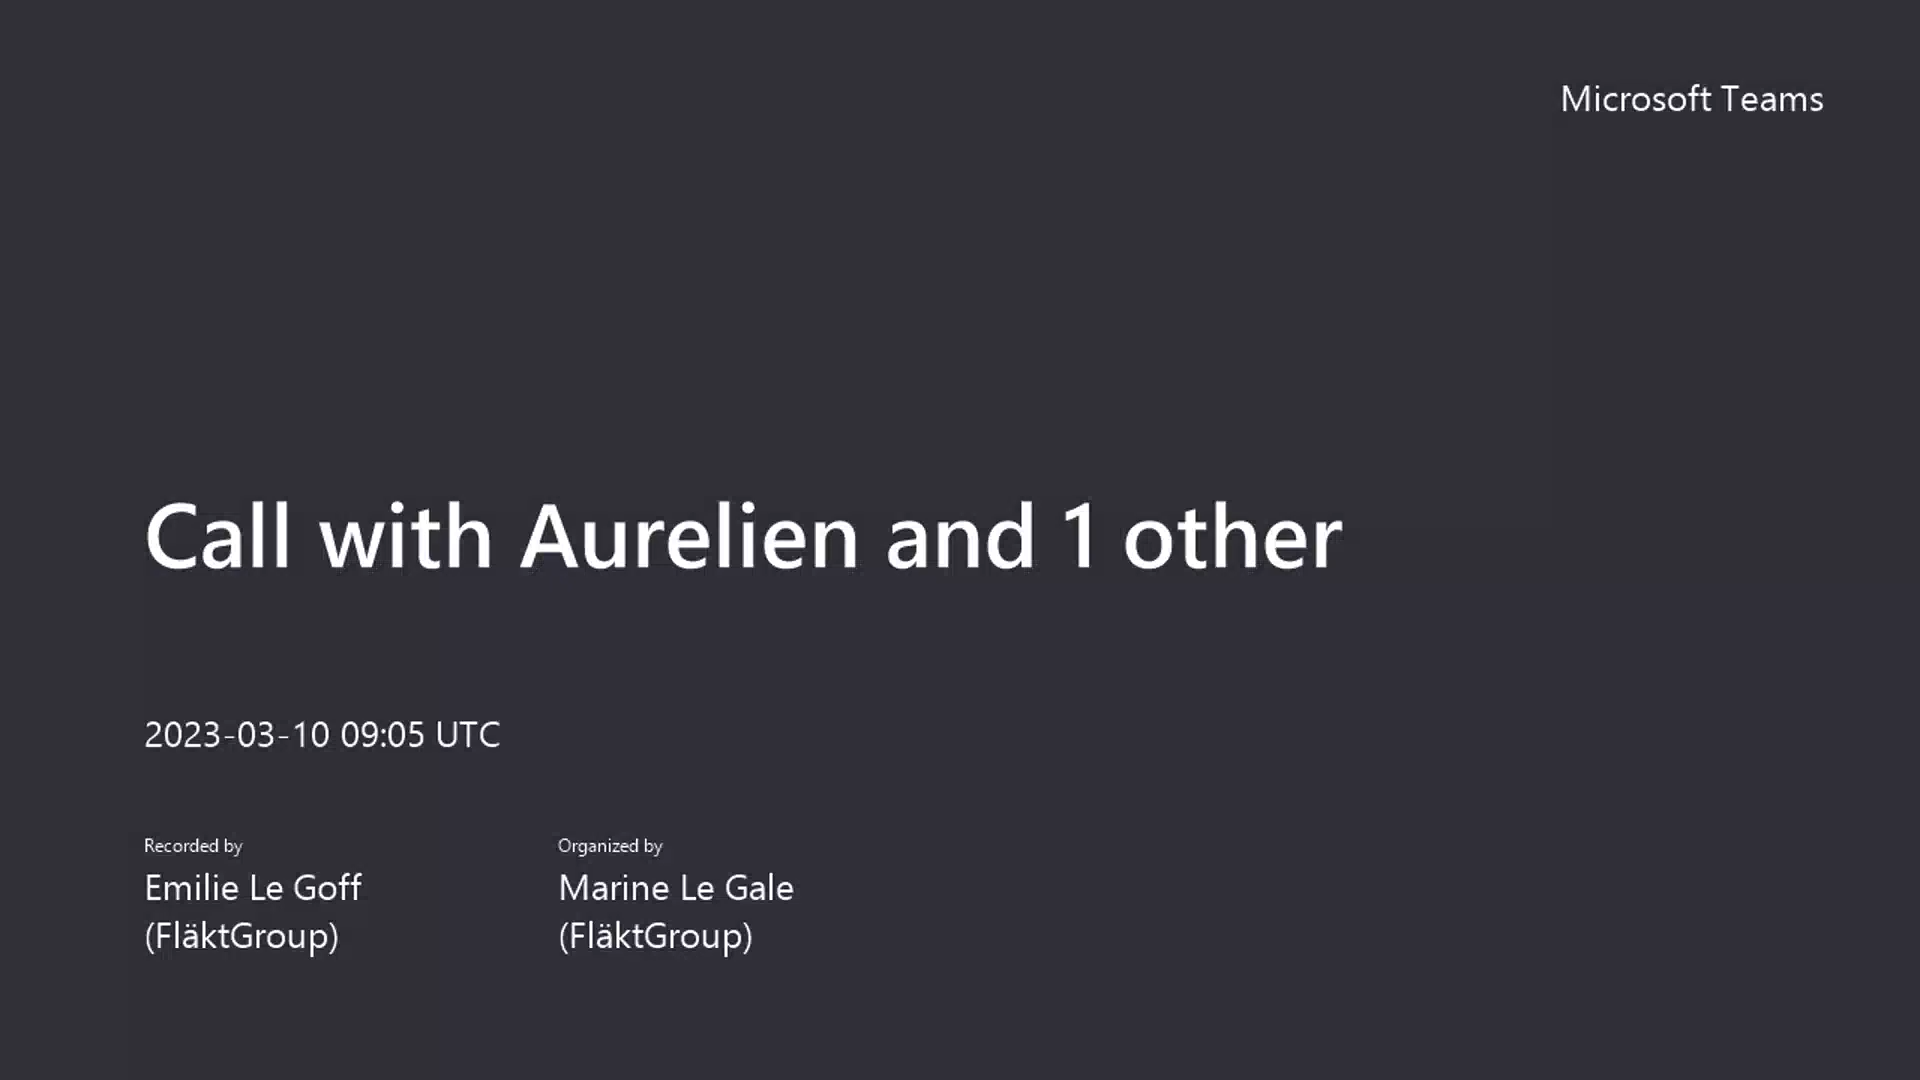 Microsoft Teams
Call with Aurelien and 1 other
2023-03-10 09:05 UTC
Recorded by
Emilie Le Goff
(FläktGroup)
Organized by
Marine Le Gale
(FläktGroup)